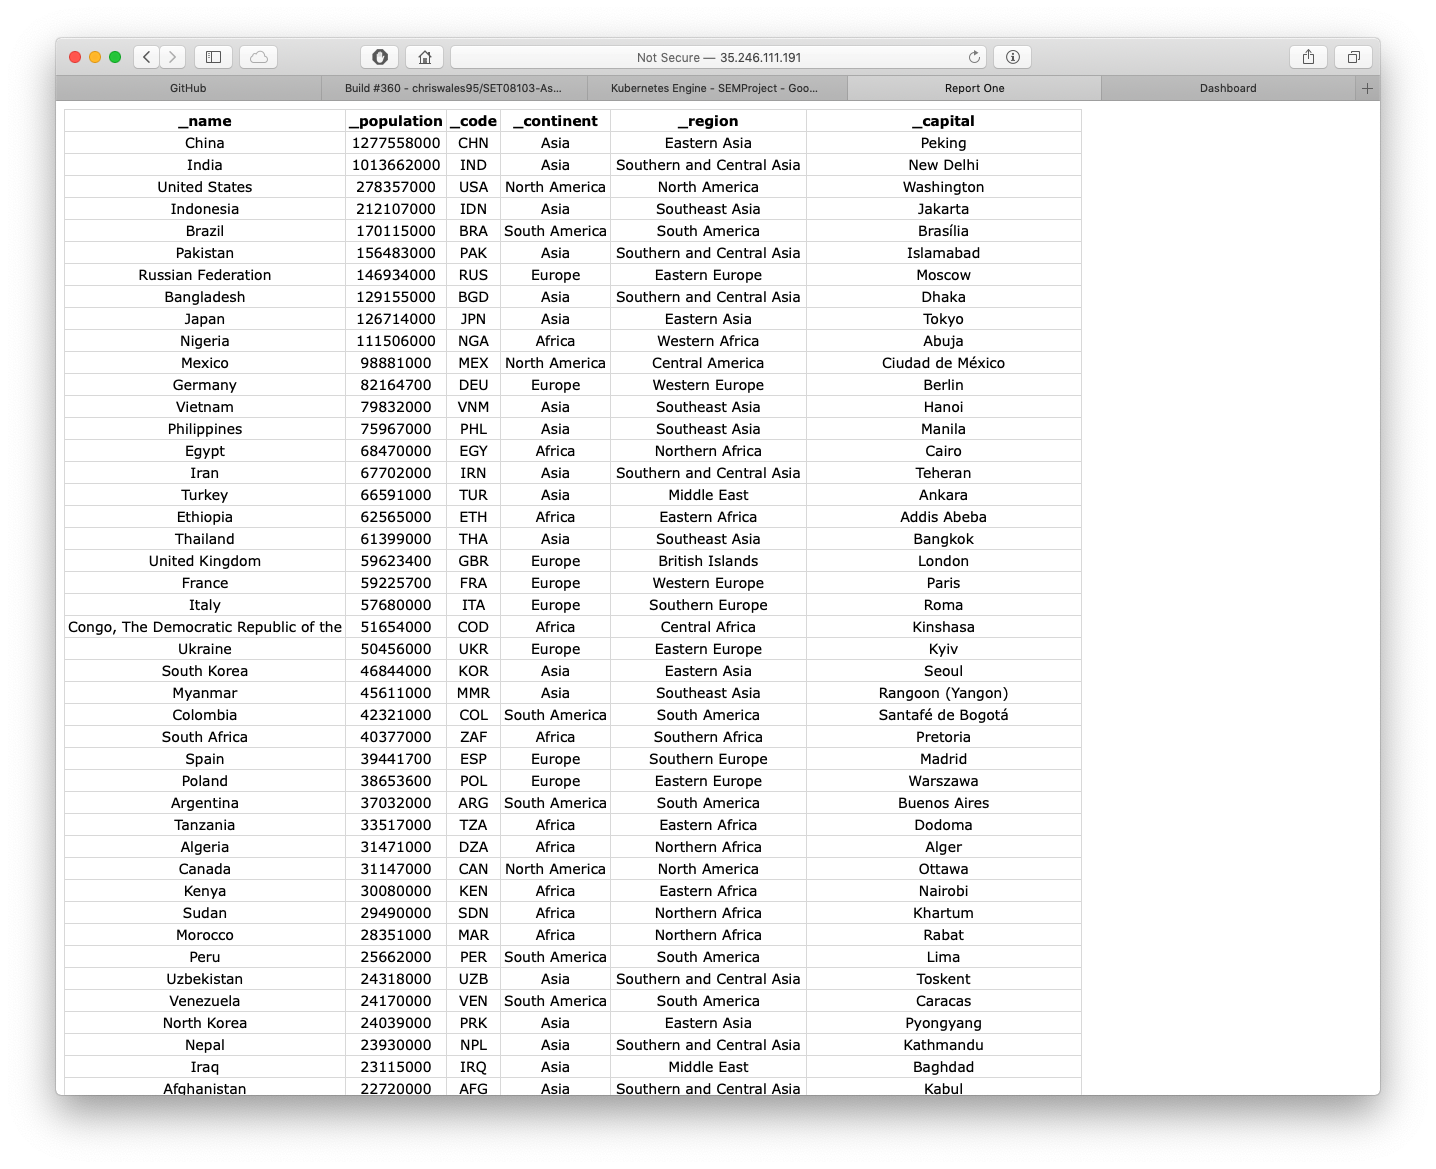 Not Secure — 35.246.111.191
GitHub Build #360 - chriswales95/SET08103-As... Kubernetes Engine - SEMProject - Goo... Report One Dashboard
_name _population _code _continent _region _capital
China 1277558000 CHN Asia Eastern Asia Peking
India 1013662000 IND Asia Southern and Central Asia New Delhi
United States 278357000 USA North America North America Washington
Indonesia 212107000 IDN Asia Southeast Asia Jakarta
Brazil 170115000 BRA South America South America Brasília
Pakistan 156483000 PAK Asia Southern and Central Asia Islamabad
Russian Federation 146934000 RUS Europe Eastern Europe Moscow
Bangladesh 129155000 BGD Asia Southern and Central Asia Dhaka
Japan 126714000 JPN Asia Eastern Asia Tokyo
Nigeria 111506000 NGA Africa Western Africa Abuja
Mexico 98881000 MEX North America Central America Ciudad de México
Germany 82164700 DEU Europe Western Europe Berlin
Vietnam 79832000 VNM Asia Southeast Asia Hanoi
Philippines 75967000 PHL Asia Southeast Asia Manila
Egypt 68470000 EGY Africa Northern Africa Cairo
Iran 67702000 IRN Asia Southern and Central Asia Teheran
Turkey 66591000 TUR Asia Middle East Ankara
Ethiopia 62565000 ETH Africa Eastern Africa Addis Abeba
Thailand 61399000 THA Asia Southeast Asia Bangkok
United Kingdom 59623400 GBR Europe British Islands London
France 59225700 FRA Europe Western Europe Paris
Italy 57680000 ITA Europe Southern Europe Roma
Congo, The Democratic Republic of the 51654000 COD Africa Central Africa Kinshasa
Ukraine 50456000 UKR Europe Eastern Europe Kyiv
South Korea 46844000 KOR Asia Eastern Asia Seoul
Myanmar 45611000 MMR Asia Southeast Asia Rangoon (Yangon)
Colombia 42321000 COL South America South America Santafé de Bogotá
South Africa 40377000 ZAF Africa Southern Africa Pretoria
Spain 39441700 ESP Europe Southern Europe Madrid
Poland 38653600 POL Europe Eastern Europe Warszawa
Argentina 37032000 ARG South America South America Buenos Aires
Tanzania 33517000 TZA Africa Eastern Africa Dodoma
Algeria 31471000 DZA Africa Northern Africa Alger
Canada 31147000 CAN North America North America Ottawa
Kenya 30080000 KEN Africa Eastern Africa Nairobi
Sudan 29490000 SDN Africa Northern Africa Khartum
Morocco 28351000 MAR Africa Northern Africa Rabat
Peru 25662000 PER South America South America Lima
Uzbekistan 24318000 UZB Asia Southern and Central Asia Toskent
Venezuela 24170000 VEN South America South America Caracas
North Korea 24039000 PRK Asia Eastern Asia Pyongyang
Nepal 23930000 NPL Asia Southern and Central Asia Kathmandu
Iraq 23115000 IRQ Asia Middle East Baghdad
Afghanistan 22720000 AFG Asia Southern and Central Asia Kabul